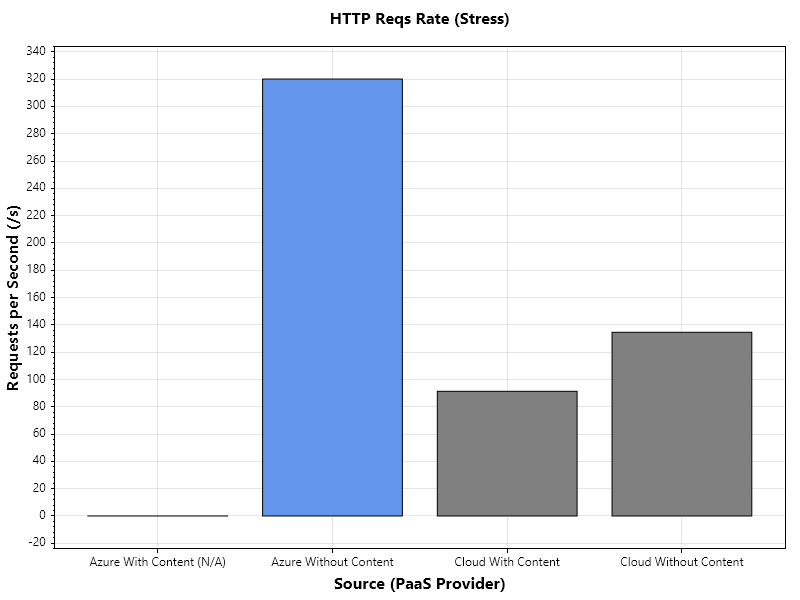 HTTP Reqs Rate (Stress)
Requests per Second (/s)
340
320
300
280
260
240
220
200
180
160
140
120
100
80
60
40
20
0
-20
Azure With Content (N/A)
Azure Without Content
Cloud With Content
Cloud Without Content
Source (PaaS Provider)